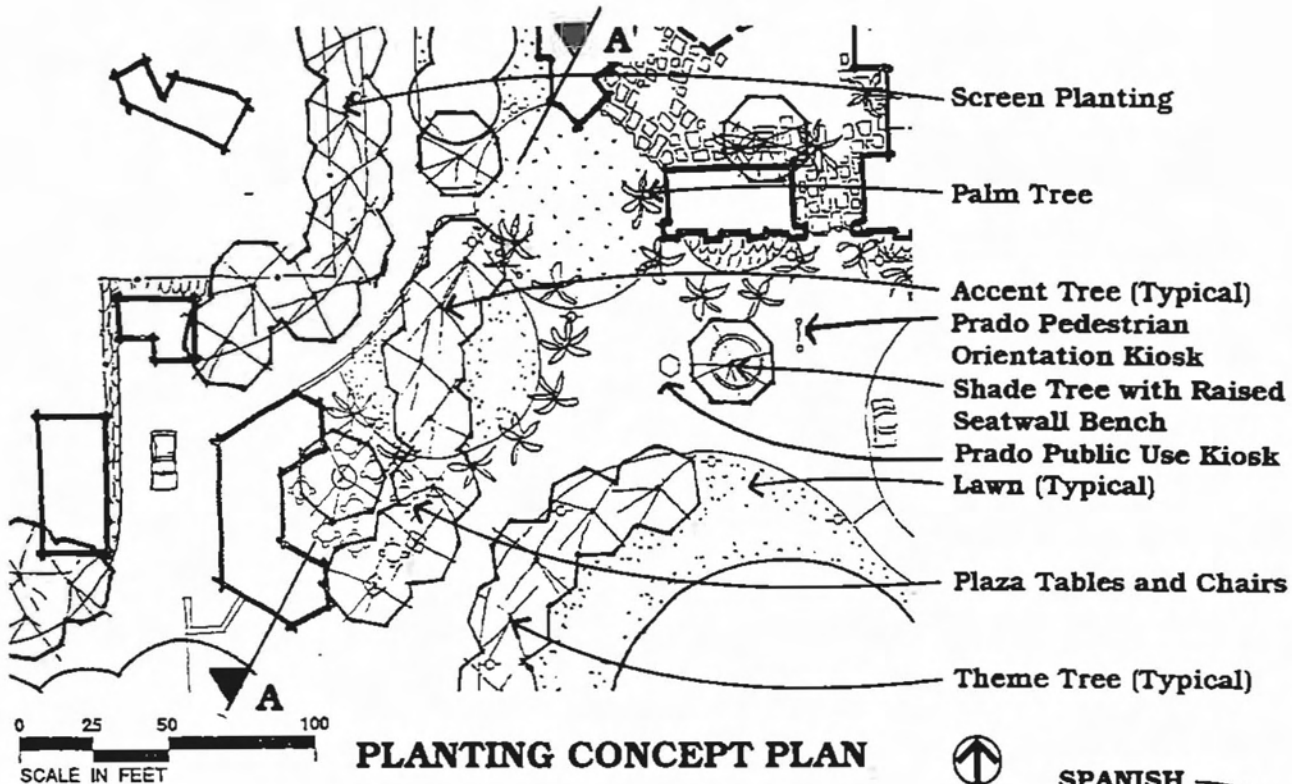 A'
Screen Planting
Palm Tree
Accent Tree (Typical)
Prado Pedestrian
Orientation Kiosk
Shade Tree with Raised
Seatwall Bench
Prado Public Use Kiosk
Lawn (Typical)
Plaza Tables and Chairs
Theme Tree (Typical)
A
0 25 50 100
SCALE IN FEET
PLANTING CONCEPT PLAN
SPANISH